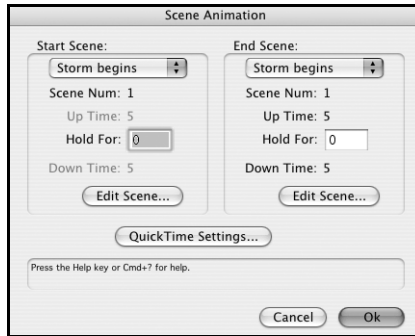 Scene Animation
Start Scene:
Storm begins
Scene Num: 1
Up Time: 5
Hold For: 0
Down Time: 5
Edit Scene...
End Scene:
Storm begins
Scene Num: 1
Up Time: 5
Hold For: 0
Down Time: 5
Edit Scene...
QuickTime Settings...
Press the Help key or Cmd+? for help.
Cancel
Ok